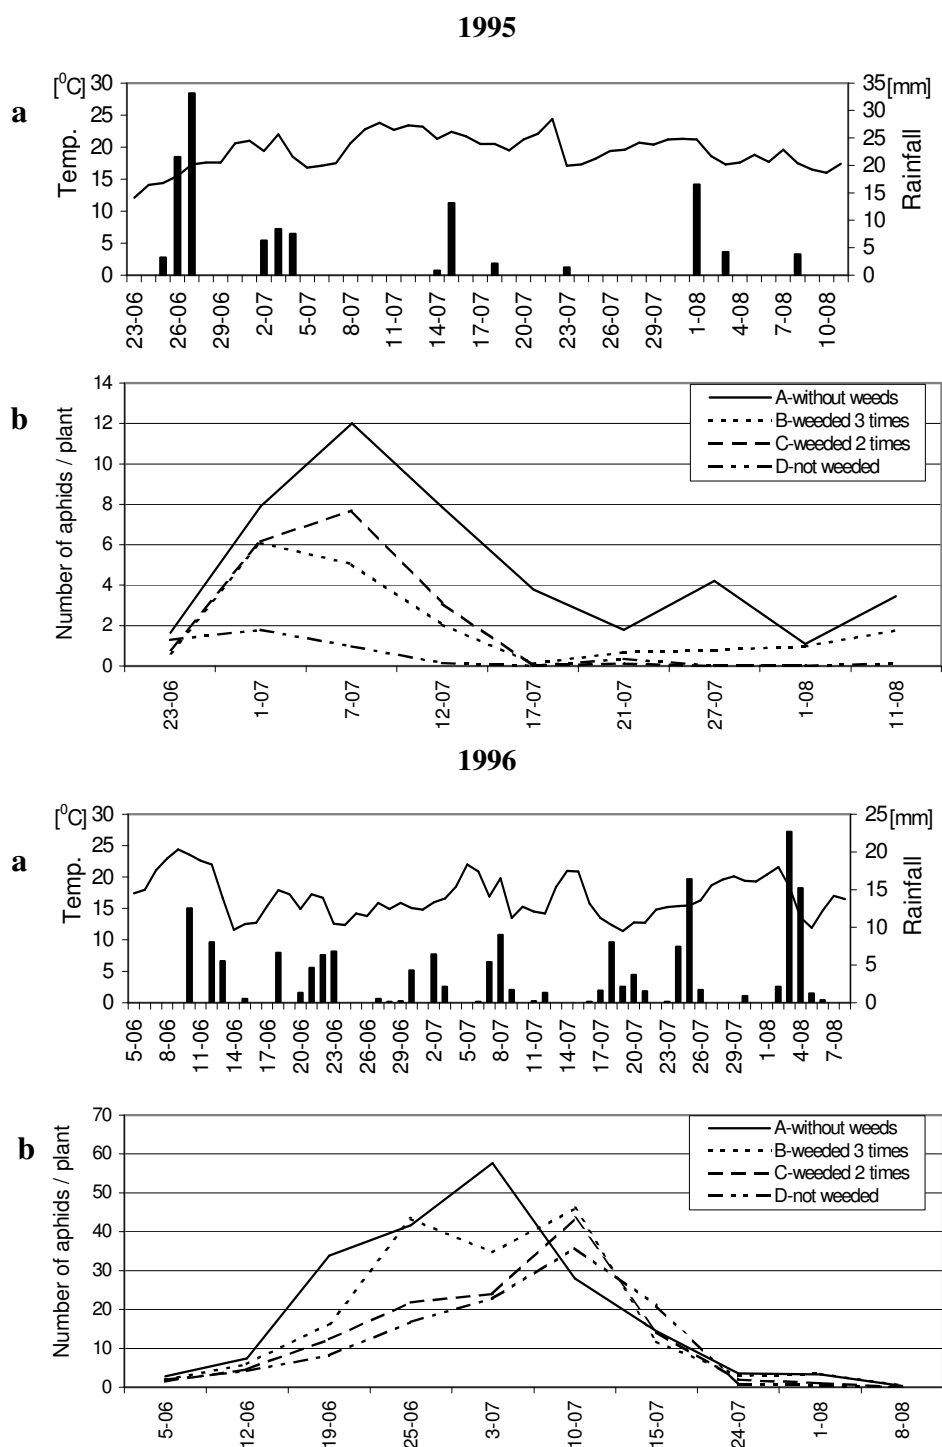 1995
a
[⁰C] 30 35 [mm]
25 30
20 25
15 20
10 15
5 10
0 5
0
Temp.
Rainfall
23-06 26-06 29-06 2-07 5-07 8-07 11-07 14-07 17-07 20-07 23-07 26-07 29-07 1-08 4-08 7-08 10-08
b
14
12
10
8
6
4
2
0
Number of aphids / plant
A-without weeds
B-weeded 3 times
C-weeded 2 times
D-not weeded
23-06 1-07 7-07 12-07 17-07 21-07 27-07 1-08 11-08
1996
a
[⁰C] 30 25 [mm]
25 20
20 15
15 10
10 5
5 0
0
Temp.
Rainfall
5-06 8-06 11-06 14-06 17-06 20-06 23-06 26-06 29-06 2-07 5-07 8-07 11-07 14-07 17-07 20-07 23-07 26-07 29-07 1-08 4-08 7-08
b
70
60
50
40
30
20
10
0
Number of aphids / plant
A-without weeds
B-weeded 3 times
C-weeded 2 times
D-not weeded
5-06 12-06 19-06 25-06 3-07 10-07 15-07 24-07 1-08 8-08